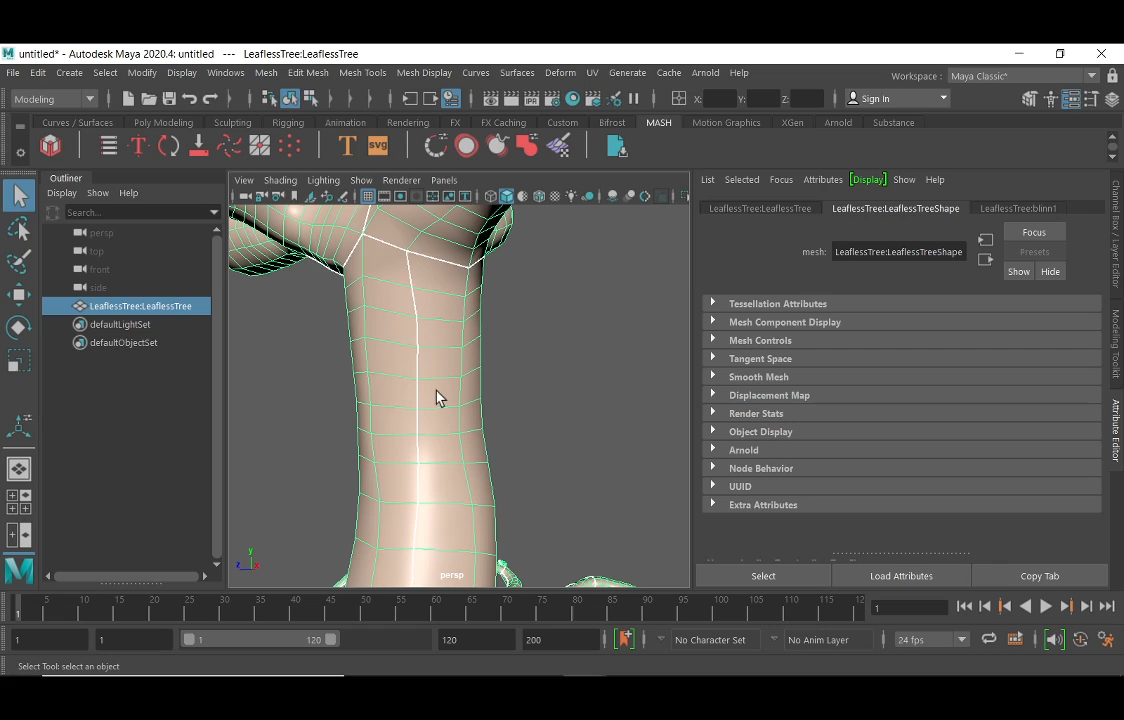 untitled* - Autodesk Maya 2020.4: untitled --- LeaflessTree:LeaflessTree
File Edit Create Select Modify Display Windows Mesh Edit Mesh Mesh Tools Mesh Display Curves Surfaces Deform UV Generate Cache Arnold Help Workspace : Maya Classic*
Modeling X: Y: Z: Sign In
Curves / Surfaces Poly Modeling Sculpting Rigging Animation Rendering FX FX Caching Custom Bifrost MASH Motion Graphics XGen Arnold Substance
T T SVG
Outliner
Display Show Help
Search...
persp
top
front
side
LeaflessTree:LeaflessTree
defaultLightSet
defaultObjectSet
View Shading Lighting Show Renderer Panels
y
z x
persp
List Selected Focus Attributes Display Show Help
LeaflessTree:LeaflessTree LeaflessTree:LeaflessTreeShape LeaflessTree:blinn1
mesh: LeaflessTree:LeaflessTreeShape
Focus
Presets
Show Hide
Tessellation Attributes
Mesh Component Display
Mesh Controls
Tangent Space
Smooth Mesh
Displacement Map
Render Stats
Object Display
Arnold
Node Behavior
UUID
Extra Attributes
Select Load Attributes Copy Tab
Channel Box / Layer Editor
Modeling Toolkit
Attribute Editor
1 5 10 15 20 25 30 35 40 45 50 55 60 65 70 75 80 85 90 95 100 105 110 115 12 1
1 1 1 120 120 200 No Character Set No Anim Layer 24 fps
Select Tool: select an object